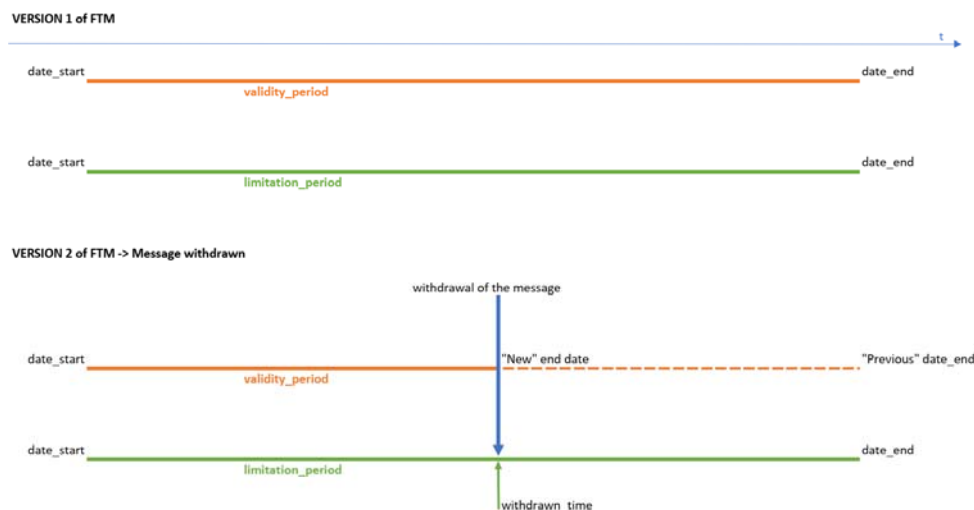 VERSION 1 of FTM
t
date_start date_end
validity_period
date_start date_end
limitation_period
VERSION 2 of FTM -> Message withdrawn
withdrawal of the message
date_start "New" end date "Previous" date_end
validity_period
date_start date_end
limitation_period
withdrawn_time